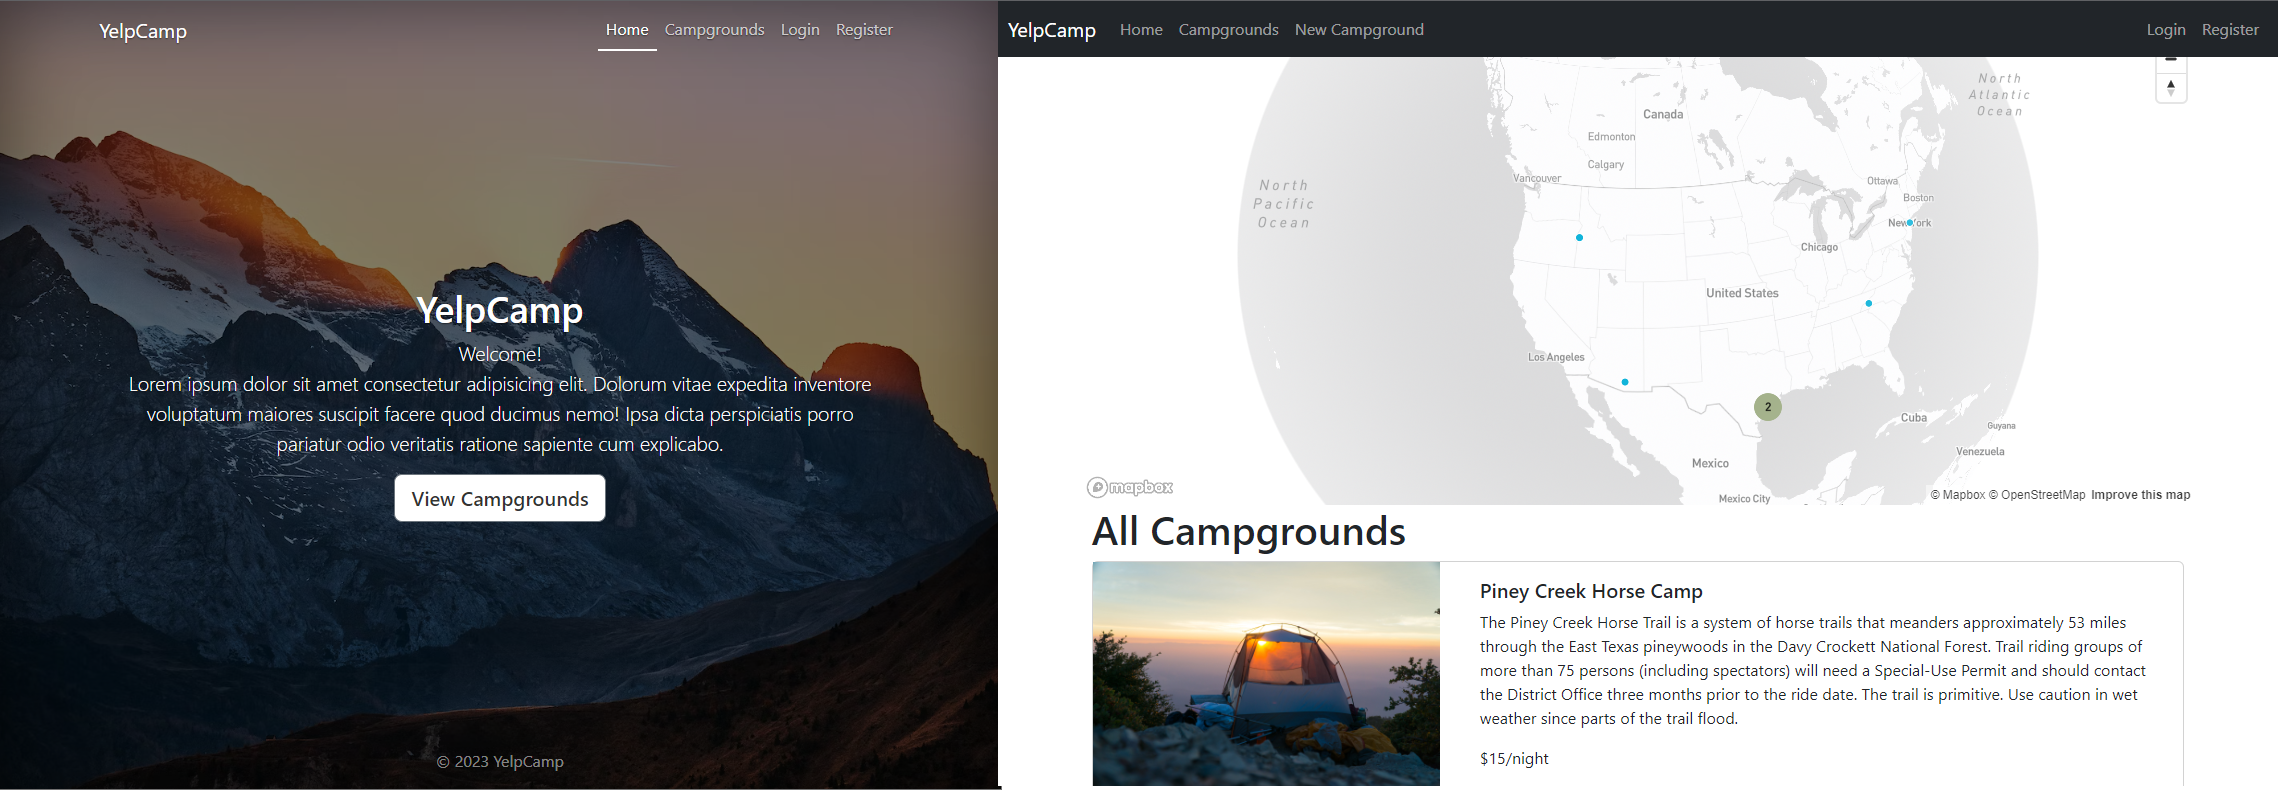 YelpCamp
Home Campgrounds Login Register
YelpCamp
Welcome!
Lorem ipsum dolor sit amet consectetur adipisicing elit. Dolorum vitae expedita inventore
voluptatum maiores suscipit facere quod ducimus nemo! Ipsa dicta perspiciatis porro
pariatur odio veritatis ratione sapiente cum explicabo.
View Campgrounds
© 2023 YelpCamp
YelpCamp Home Campgrounds New Campground
Login Register
North
Atlantic
Ocean
Canada
Edmonton
Calgary
Vancouver
North
Pacific
Ocean
Ottawa
Boston
New York
Chicago
United States
Los Angeles
2
Cuba
Guyana
Venezuela
Mexico
Mexico City
mapbox
© Mapbox © OpenStreetMap Improve this map
All Campgrounds
Piney Creek Horse Camp
The Piney Creek Horse Trail is a system of horse trails that meanders approximately 53 miles
through the East Texas pineywoods in the Davy Crockett National Forest. Trail riding groups of
more than 75 persons (including spectators) will need a Special-Use Permit and should contact
the District Office three months prior to the ride date. The trail is primitive. Use caution in wet
weather since parts of the trail flood.
$15/night